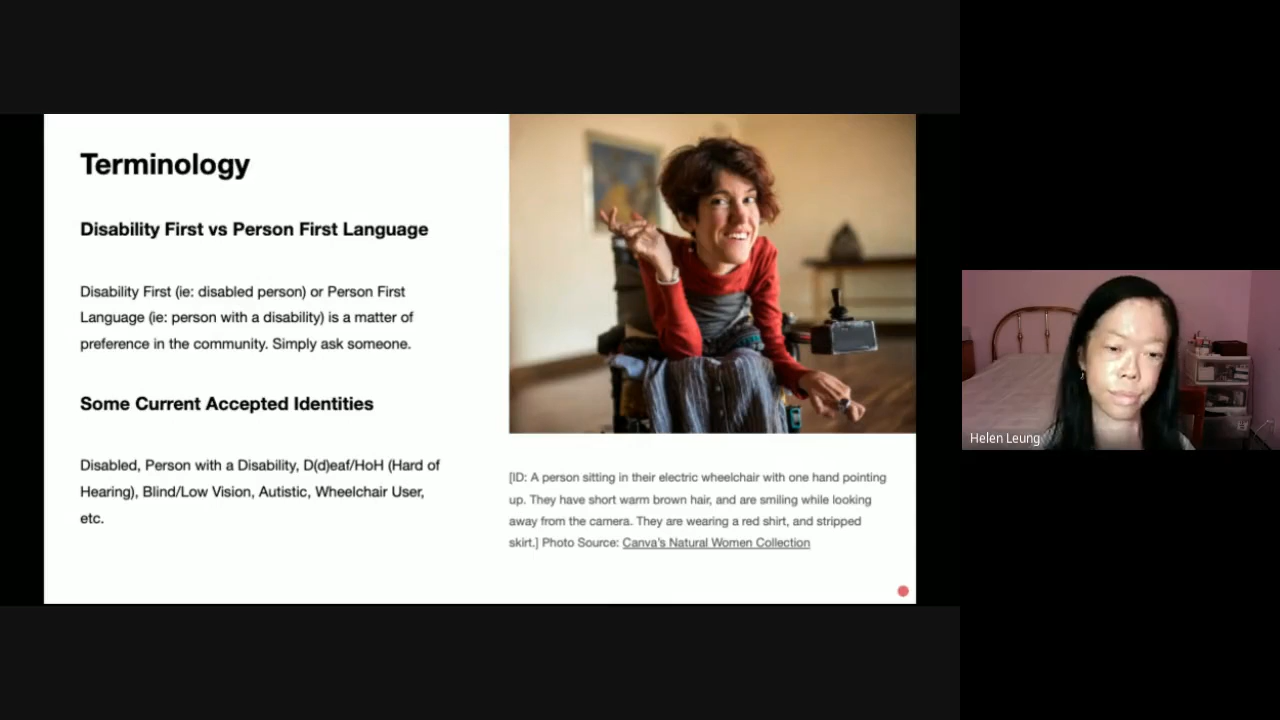 Terminology
Disability First vs Person First Language
Disability First (ie: disabled person) or Person First
Language (ie: person with a disability) is a matter of
preference in the community. Simply ask someone.
Some Current Accepted Identities
Disabled, Person with a Disability, D(d)eaf/HoH (Hard of
Hearing), Blind/Low Vision, Autistic, Wheelchair User,
etc.
[ID: A person sitting in their electric wheelchair with one hand pointing
up. They have short warm brown hair, and are smiling while looking
away from the camera. They are wearing a red shirt, and stripped
skirt.] Photo Source: Canva's Natural Women Collection
Helen Leung